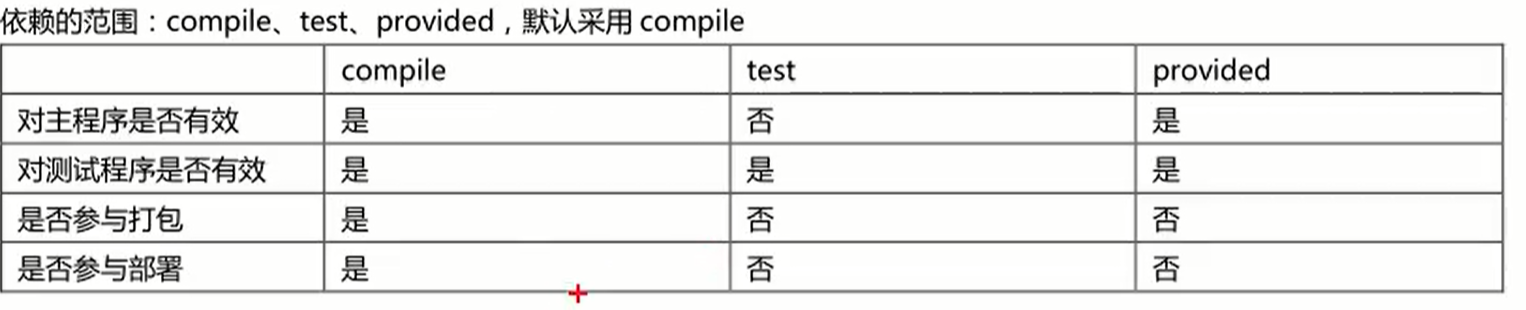 依赖的范围：compile、test、provided，默认采用 compile
compile test provided
对主程序是否有效 是 否 是
对测试程序是否有效 是 是 是
是否参与打包 是 否 否
是否参与部署 是 否 否